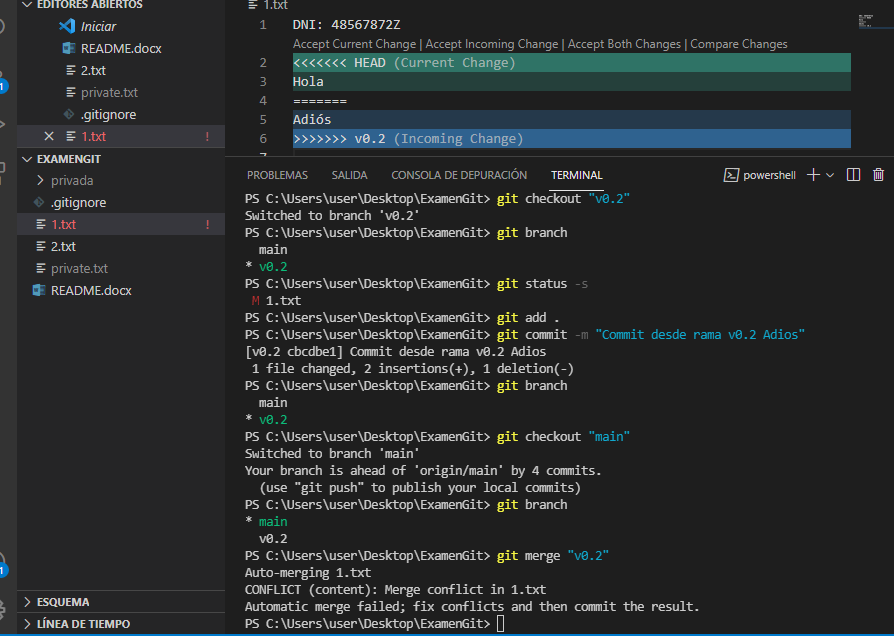 EDITORES ABIERTOS
Iniciar
README.docx
2.txt
private.txt
.gitignore
1.txt !
EXAMENGIT
privada
.gitignore
1.txt !
2.txt
private.txt
README.docx
ESQUEMA
LÍNEA DE TIEMPO
1
1
1.txt
1 DNI: 48567872Z
Accept Current Change | Accept Incoming Change | Accept Both Changes | Compare Changes
2 <<<<<<< HEAD (Current Change)
3 Hola
4 =======
5 Adiós
6 >>>>>>> v0.2 (Incoming Change)
PROBLEMAS SALIDA CONSOLA DE DEPURACIÓN TERMINAL powershell
PS C:\Users\user\Desktop\ExamenGit> git checkout "v0.2"
Switched to branch 'v0.2'
PS C:\Users\user\Desktop\ExamenGit> git branch
main
* v0.2
PS C:\Users\user\Desktop\ExamenGit> git status -s
M 1.txt
PS C:\Users\user\Desktop\ExamenGit> git add .
PS C:\Users\user\Desktop\ExamenGit> git commit -m "Commit desde rama v0.2 Adios"
[v0.2 cbcdbe1] Commit desde rama v0.2 Adios
1 file changed, 2 insertions(+), 1 deletion(-)
PS C:\Users\user\Desktop\ExamenGit> git branch
main
* v0.2
PS C:\Users\user\Desktop\ExamenGit> git checkout "main"
Switched to branch 'main'
Your branch is ahead of 'origin/main' by 4 commits.
(use "git push" to publish your local commits)
PS C:\Users\user\Desktop\ExamenGit> git branch
* main
v0.2
PS C:\Users\user\Desktop\ExamenGit> git merge "v0.2"
Auto-merging 1.txt
CONFLICT (content): Merge conflict in 1.txt
Automatic merge failed; fix conflicts and then commit the result.
PS C:\Users\user\Desktop\ExamenGit>